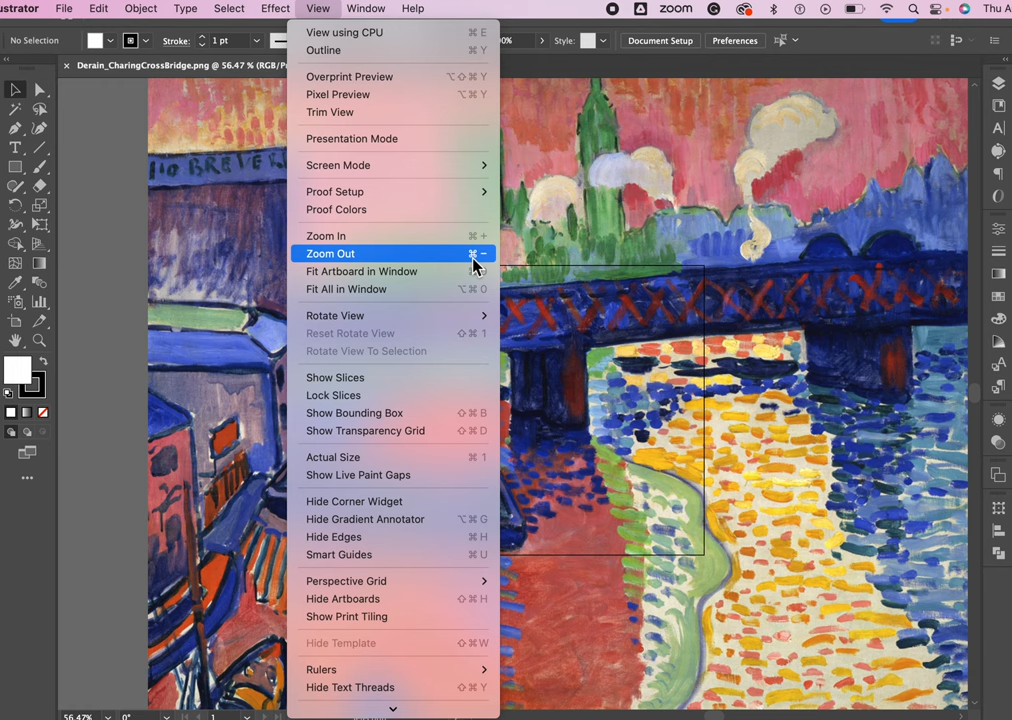 ustrator File Edit Object Type Select Effect View Window Help zoom Thu A
No Selection Stroke: 1 pt 0% Style: Document Setup Preferences
× Derain_CharingCrossBridge.png @ 56.47 % (RGB/Pr
View using CPU ⌘ E
Outline ⌘ Y
Overprint Preview ⌥⇧⌘ Y
Pixel Preview ⌥⌘ Y
Trim View
Presentation Mode
Screen Mode
Proof Setup
Proof Colors
Zoom In ⌘ +
Zoom Out ⌘ −
Fit Artboard in Window
Fit All in Window ⌥⌘ 0
Rotate View
Reset Rotate View ⇧⌘ 1
Rotate View To Selection
Show Slices
Lock Slices
Show Bounding Box ⇧⌘ B
Show Transparency Grid ⇧⌘ D
Actual Size ⌘ 1
Show Live Paint Gaps
Hide Corner Widget
Hide Gradient Annotator ⌥⌘ G
Hide Edges ⌘ H
Smart Guides ⌘ U
Perspective Grid
Hide Artboards ⇧⌘ H
Show Print Tiling
Hide Template ⇧⌘ W
Rulers
Hide Text Threads ⇧⌘ Y
56.47% 0° 1